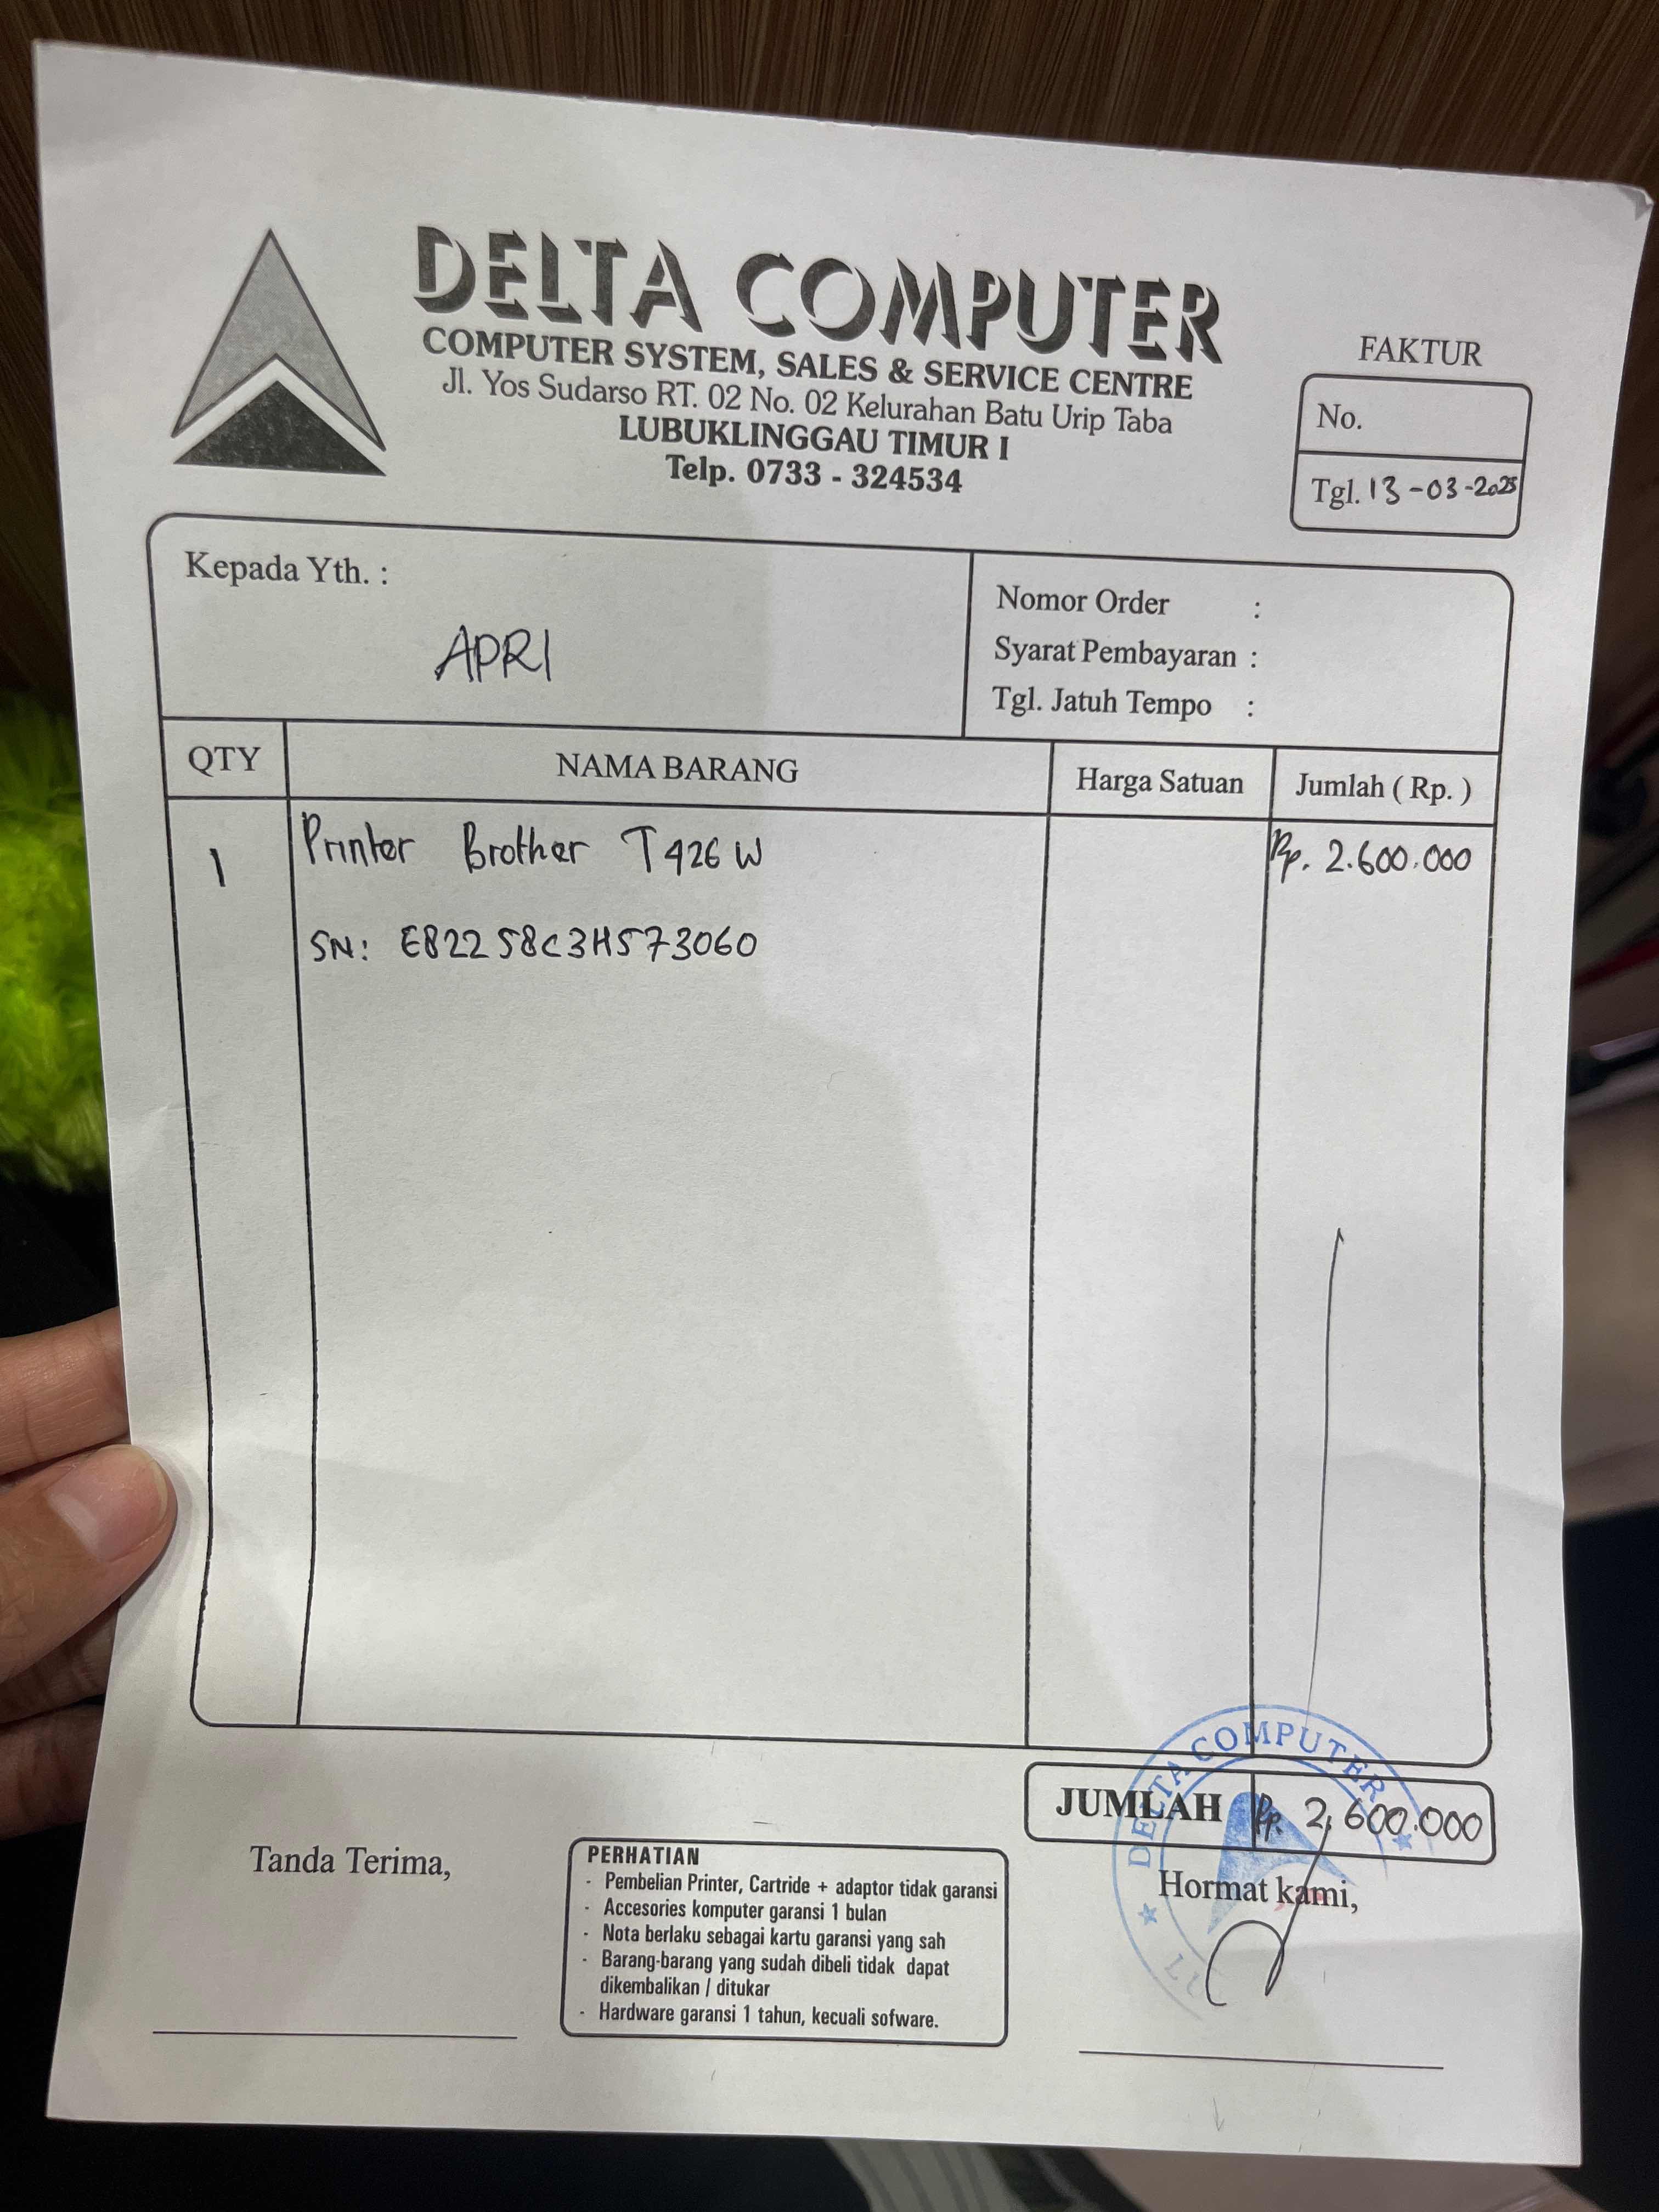 DELTA COMPUTER
COMPUTER SYSTEM, SALES & SERVICE CENTRE
Jl. Yos Sudarso RT. 02 No. 02 Kelurahan Batu Urip Taba
LUBUKLINGGAU TIMUR I
Telp. 0733 - 324534
FAKTUR
No.
Tgl. 13-03-2025
Kepada Yth. :
APRI
Nomor Order :
Syarat Pembayaran :
Tgl. Jatuh Tempo :
QTY NAMA BARANG Harga Satuan Jumlah ( Rp. )
1 Printer Brother T426W Rp. 2.600.000
SN: E82258C3H573060
JUMLAH Rp. 2.600.000
DELTA COMPUTER
Tanda Terima,
PERHATIAN
- Pembelian Printer, Cartride + adaptor tidak garansi
- Accesories komputer garansi 1 bulan
- Nota berlaku sebagai kartu garansi yang sah
- Barang-barang yang sudah dibeli tidak dapat
dikembalikan / ditukar
- Hardware garansi 1 tahun, kecuali sofware.
Hormat kami,